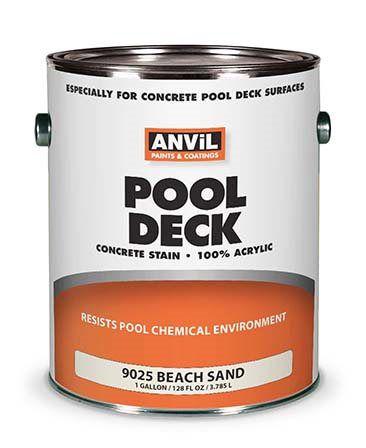 ESPECIALLY FOR CONCRETE POOL DECK SURFACES
ANViL
PAINTS & COATINGS
POOL
DECK
CONCRETE STAIN • 100% ACRYLIC
RESISTS POOL CHEMICAL ENVIRONMENT
9025 BEACH SAND
1 GALLON / 128 FL OZ / 3.785 L